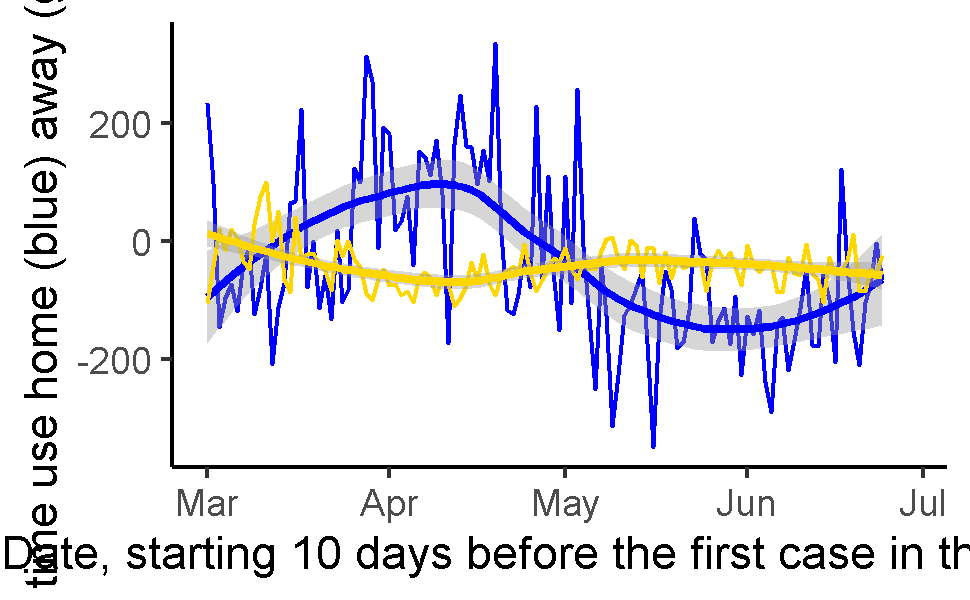 time use home (blue) away (
200
0
-200
Mar Apr May Jun Jul
Date, starting 10 days before the first case in th